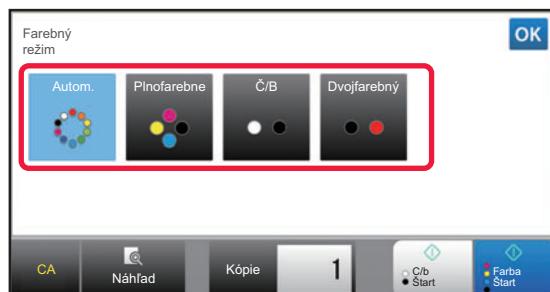 Farebný
režim
OK
Autom.
Plnofarebne
Č/B
Dvojfarebný
CA
Náhľad
Kópie
1
C/b
Štart
Farba
Štart